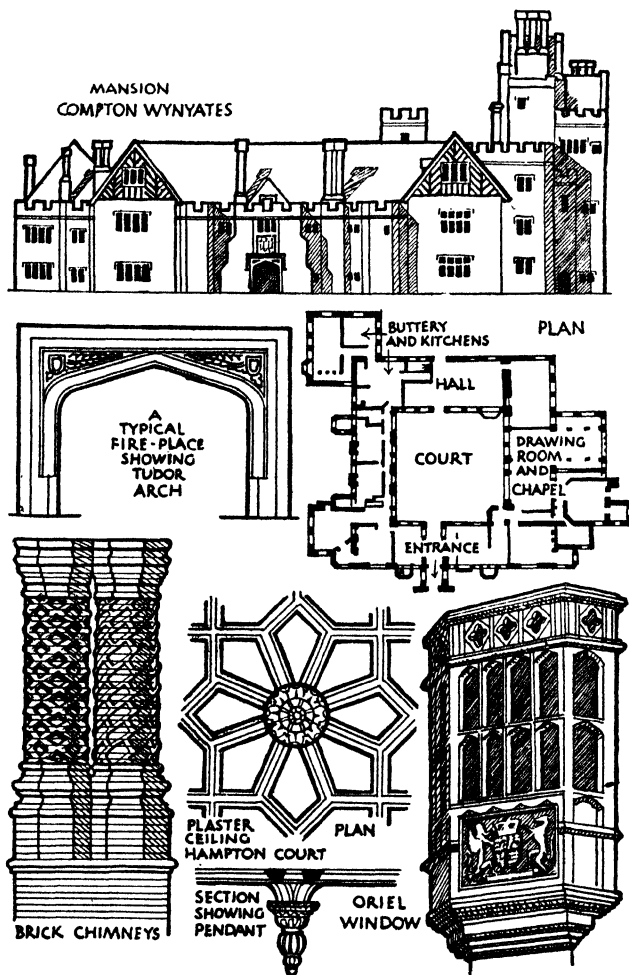 MANSION
COMPTON WYNYATES
BUTTERY
AND KITCHENS
PLAN
HALL
A
TYPICAL
FIRE-PLACE
SHOWING
TUDOR
ARCH
COURT
DRAWING
ROOM
AND
CHAPEL
ENTRANCE
PLASTER
CEILING
HAMPTON COURT
PLAN
SECTION
SHOWING
PENDANT
ORIEL
WINDOW
BRICK CHIMNEYS